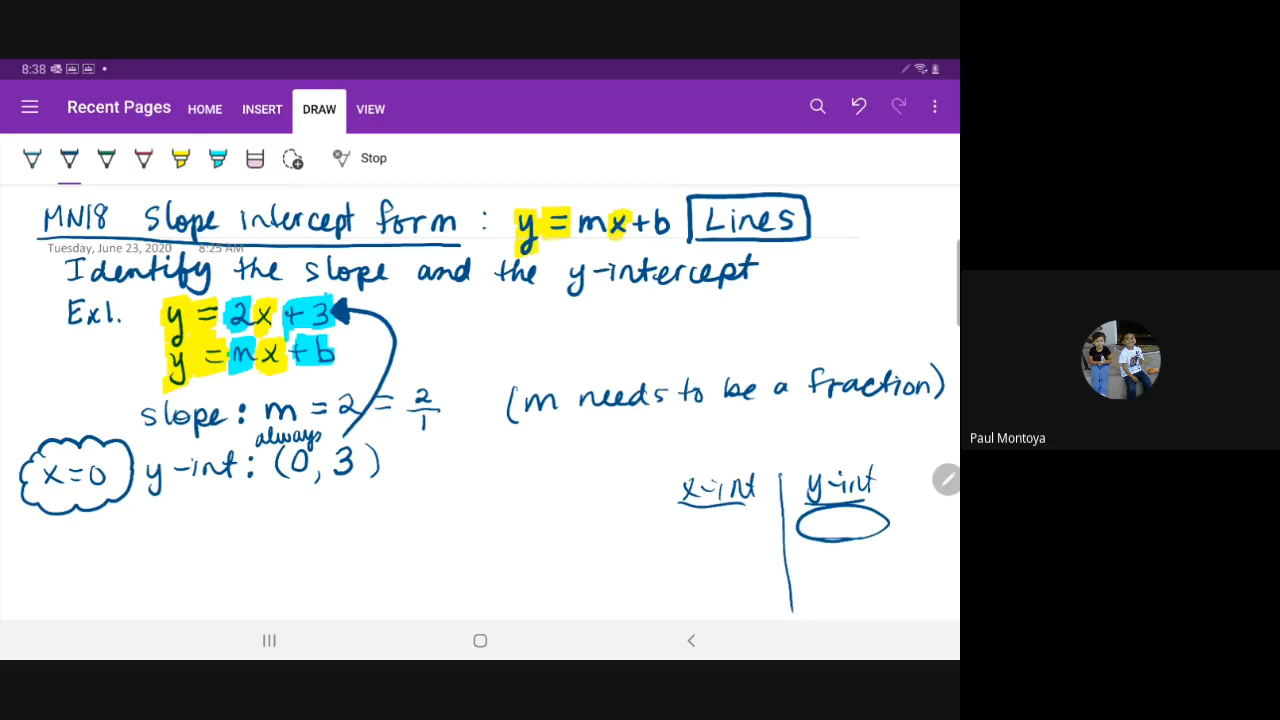 8:38
Recent Pages HOME INSERT DRAW VIEW
Stop
MN18 Slope intercept form : y = mx + b Lines
Tuesday, June 23, 2020 8:25 AM
Identify the slope and the y-intercept
Ex1. y = 2x + 3
y = mx + b
slope : m = 2 = 2/1 (m needs to be a fraction)
always
x = 0 y-int : (0, 3)
x-int y-int
Paul Montoya